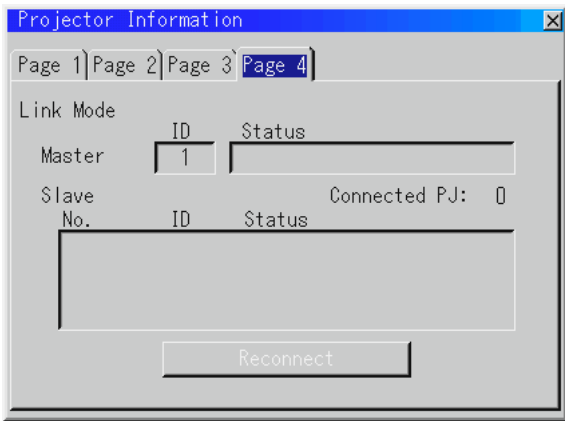 Projector Information
Page 1 Page 2 Page 3 Page 4
Link Mode
ID Status
Master 1
Slave Connected PJ: 0
No. ID Status
Reconnect